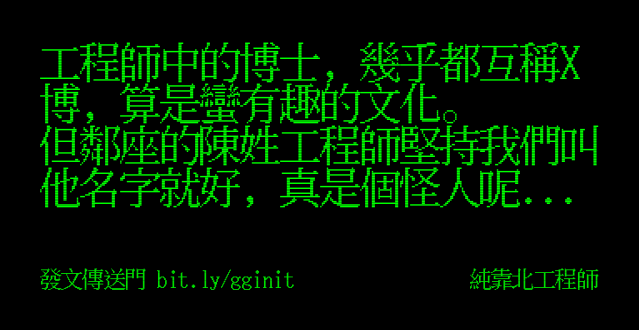 工程師中的博士，幾乎都互稱X
博，算是蠻有趣的文化。
但鄰座的陳姓工程師堅持我們叫
他名字就好，真是個怪人呢...
發文傳送門 bit.ly/gginit
純靠北工程師